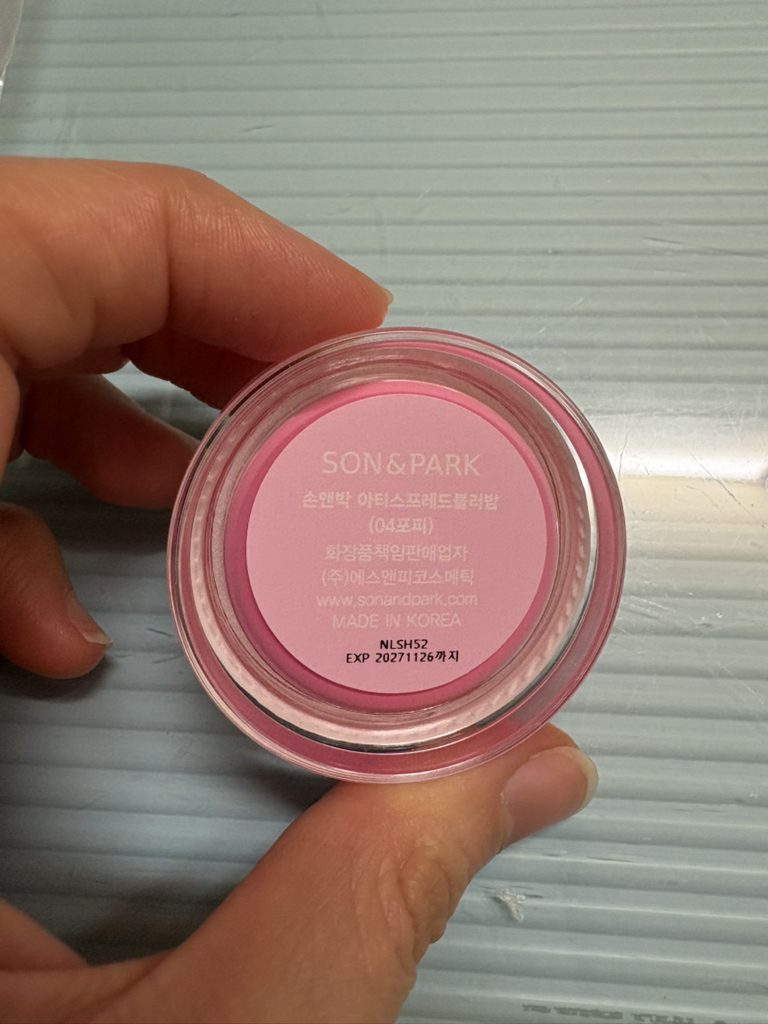 SON&PARK
손앤박 아티스프레드블러밤
(04포피)
화장품책임판매업자
(주)에스앤피코스메틱
www.sonandpark.com
MADE IN KOREA
NLSH52
EXP 20271126까지